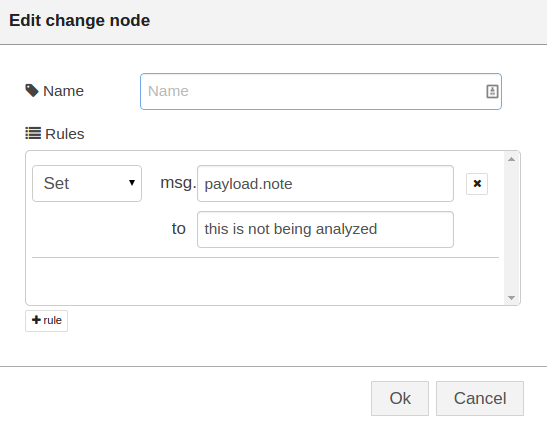 Edit change node
Name
Name
Rules
Set
msg.
payload.note
to
this is not being analyzed
rule
Ok
Cancel